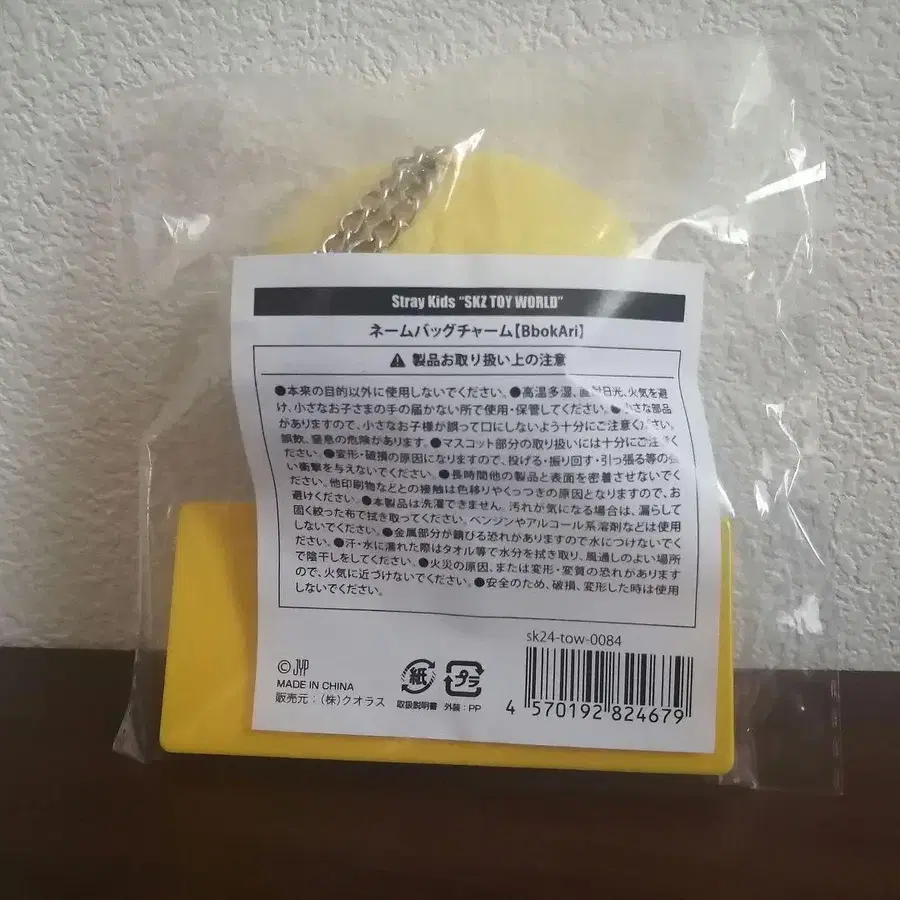 Stray Kids "SKZ TOY WORLD"
ネームバッグチャーム【BbokAri】
製品お取り扱い上の注意
●本来の目的以外に使用しないでください。●高温多湿、直射日光、火気を避
け、小さなお子さまの手の届かない所で使用・保管してください。●小さな部品
がありますので、小さなお子様が誤って口にしないよう十分にご注意ください。
誤飲、窒息の危険があります。●マスコット部分の取り扱いには十分にご注意く
ださい。●変形・破損の原因になりますので、投げる・振り回す・引っ張る等の強
い衝撃を与えないでください。●長時間他の製品と表面を密着させないでく
ださい。他印刷物などとの接触は色移りやくっつきの原因となりますので、お
避けください。●本製品は洗濯できません。汚れが気になる場合は、濡らして
固く絞った布で拭き取ってください。ベンジンやアルコール系溶剤などは使用
しないでください。●金属部分が錆びる恐れがありますので水につけないでく
ださい。●汗・水に濡れた際はタオル等で水分を拭き取り、風通しのよい場所
で陰干しをしてください。●火災の原因、または変形・変質の恐れがあります
ので、火気に近づけないでください。●安全のため、破損、変形した時は使用
しないでください。
sk24-tow-0084
©JYP
MADE IN CHINA
販売元：(株)クオラス
紙
取扱説明書
プラ
外装：PP
4 570192 824679